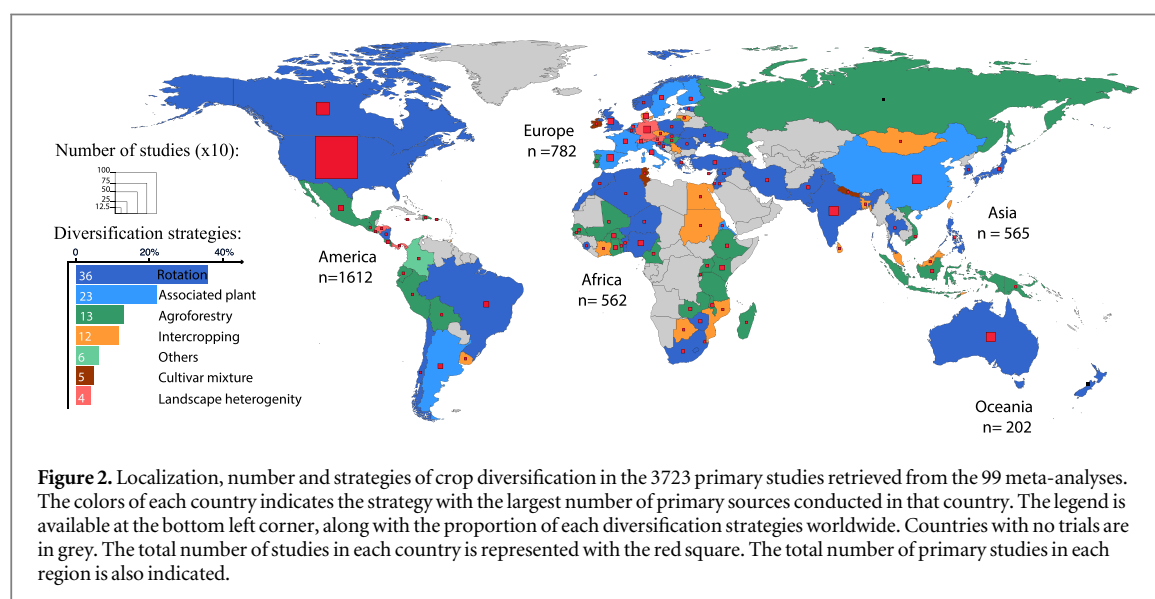 Number of studies (x10):
100
75
50
25
12.5
Diversification strategies:
0 20% 40%
36 Rotation
23 Associated plant
13 Agroforestry
12 Intercropping
6 Others
5 Cultivar mixture
4 Landscape heterogenity
America
n=1612
Europe
n =782
Africa
n= 562
Asia
n = 565
Oceania
n= 202
Figure 2. Localization, number and strategies of crop diversification in the 3723 primary studies retrieved from the 99 meta-analyses.
The colors of each country indicates the strategy with the largest number of primary sources conducted in that country. The legend is
available at the bottom left corner, along with the proportion of each diversification strategies worldwide. Countries with no trials are
in grey. The total number of studies in each country is represented with the red square. The total number of primary studies in each
region is also indicated.